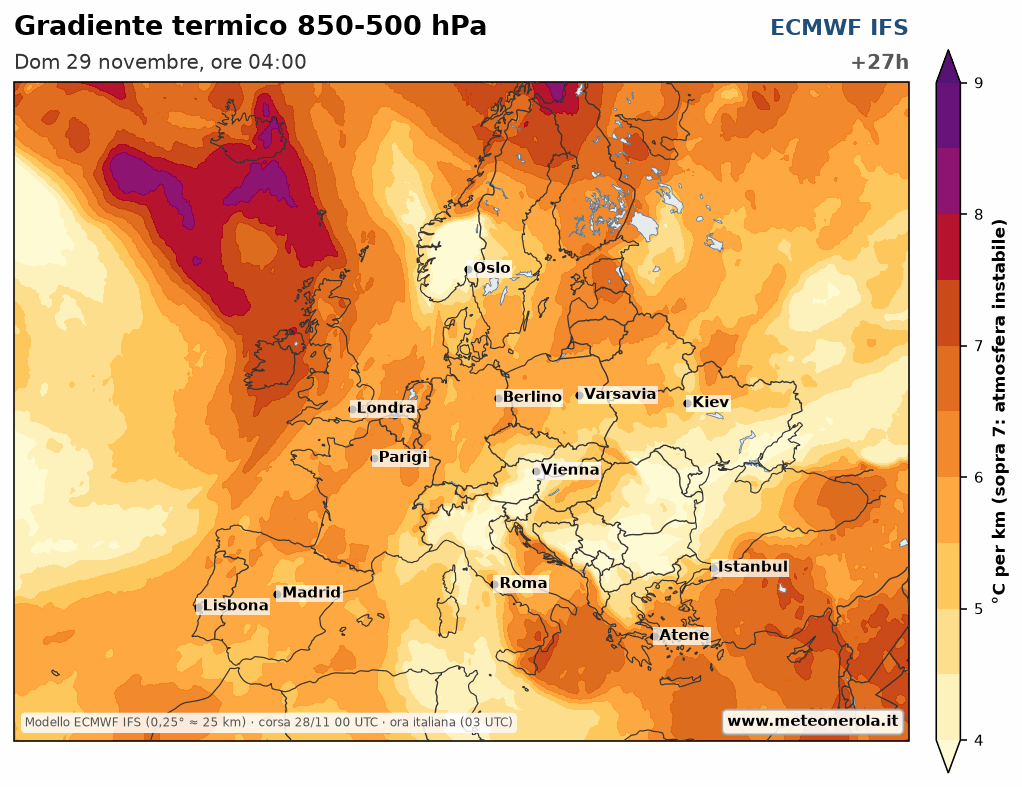 Gradiente termico 850-500 hPa
ECMWF IFS
Dom 29 novembre, ore 04:00
+27h
Oslo
Londra
Berlino
Varsavia
Kiev
Parigi
Vienna
Istanbul
Roma
Madrid
Lisbona
Atene
Modello ECMWF IFS (0,25° ≈ 25 km) · corsa 28/11 00 UTC · ora italiana (03 UTC)
www.meteonerola.it
9
8
7
6
5
4
°C per km (sopra 7: atmosfera instabile)